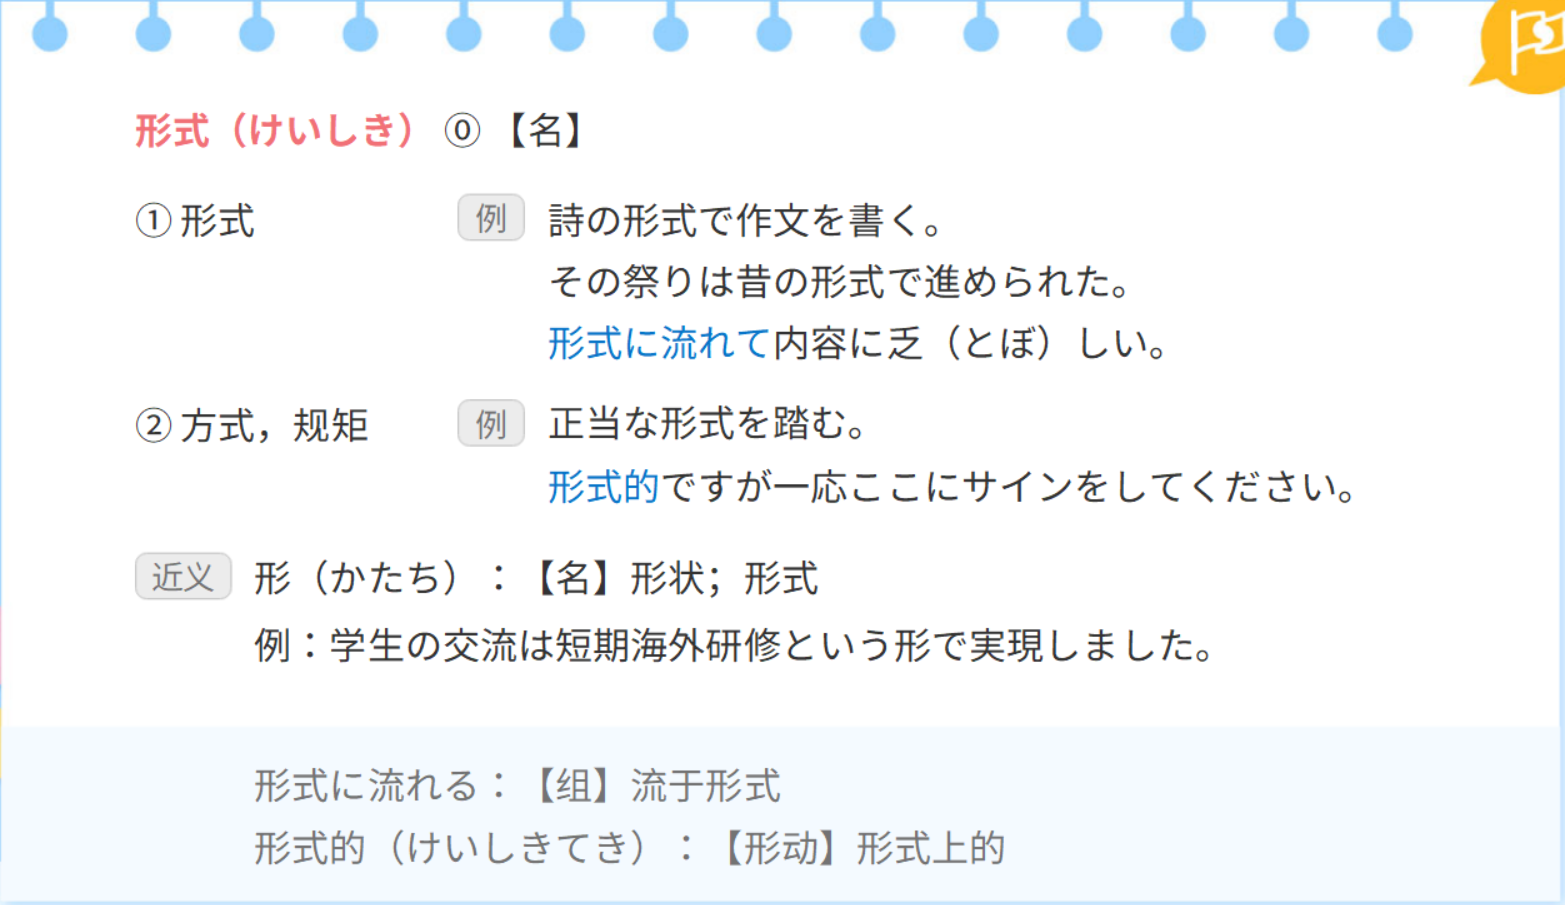 形式（けいしき） ⓪ 【名】
① 形式 例 詩の形式で作文を書く。
その祭りは昔の形式で進められた。
形式に流れて内容に乏（とぼ）しい。
② 方式，规矩 例 正当な形式を踏む。
形式的ですが一応ここにサインをしてください。
近义 形（かたち）：【名】形状；形式
例：学生の交流は短期海外研修という形で実現しました。
形式に流れる：【组】流于形式
形式的（けいしきてき）：【形动】形式上的